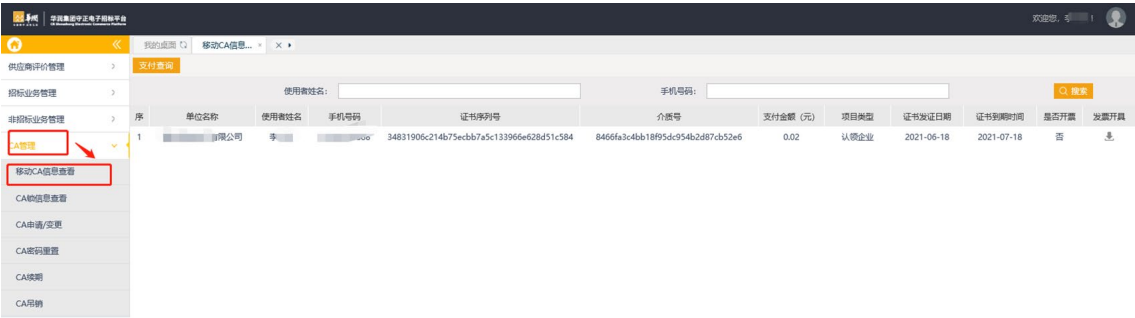 华润 华润集团守正电子招标平台
欢迎您,
我的桌面 移动CA信息... × ×
供应商评价管理 >
支付查询
招标业务管理 >
使用者姓名: 手机号码: 搜索
非招标业务管理 >
序 单位名称 使用者姓名 手机号码 证书序列号 介质号 支付金额 (元) 项目类型 证书发证日期 证书到期时间 是否开票 发票开具
1 有限公司 李 34831906c214b75ecbb7a5c133966e628d51c584 8466fa3c4bb18f95dc954b2d87cb52e6 0.02 认领企业 2021-06-18 2021-07-18 否
CA管理
移动CA信息查看
CA锁信息查看
CA申请/变更
CA密码重置
CA续期
CA吊销